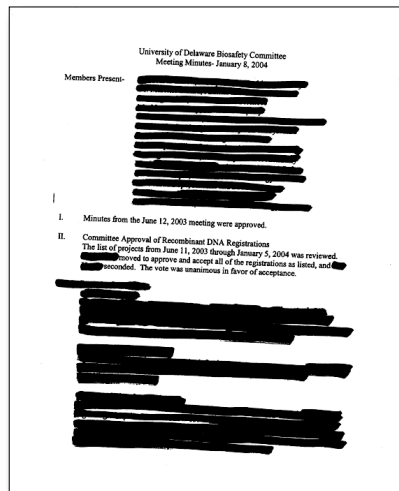 University of Delaware Biosafety Committee
Meeting Minutes- January 8, 2004
Members Present-
I. Minutes from the June 12, 2003 meeting were approved.
II. Committee Approval of Recombinant DNA Registrations
The list of projects from June 11, 2003 through January 5, 2004 was reviewed.
moved to approve and accept all of the registrations as listed, and
seconded. The vote was unanimous in favor of acceptance.